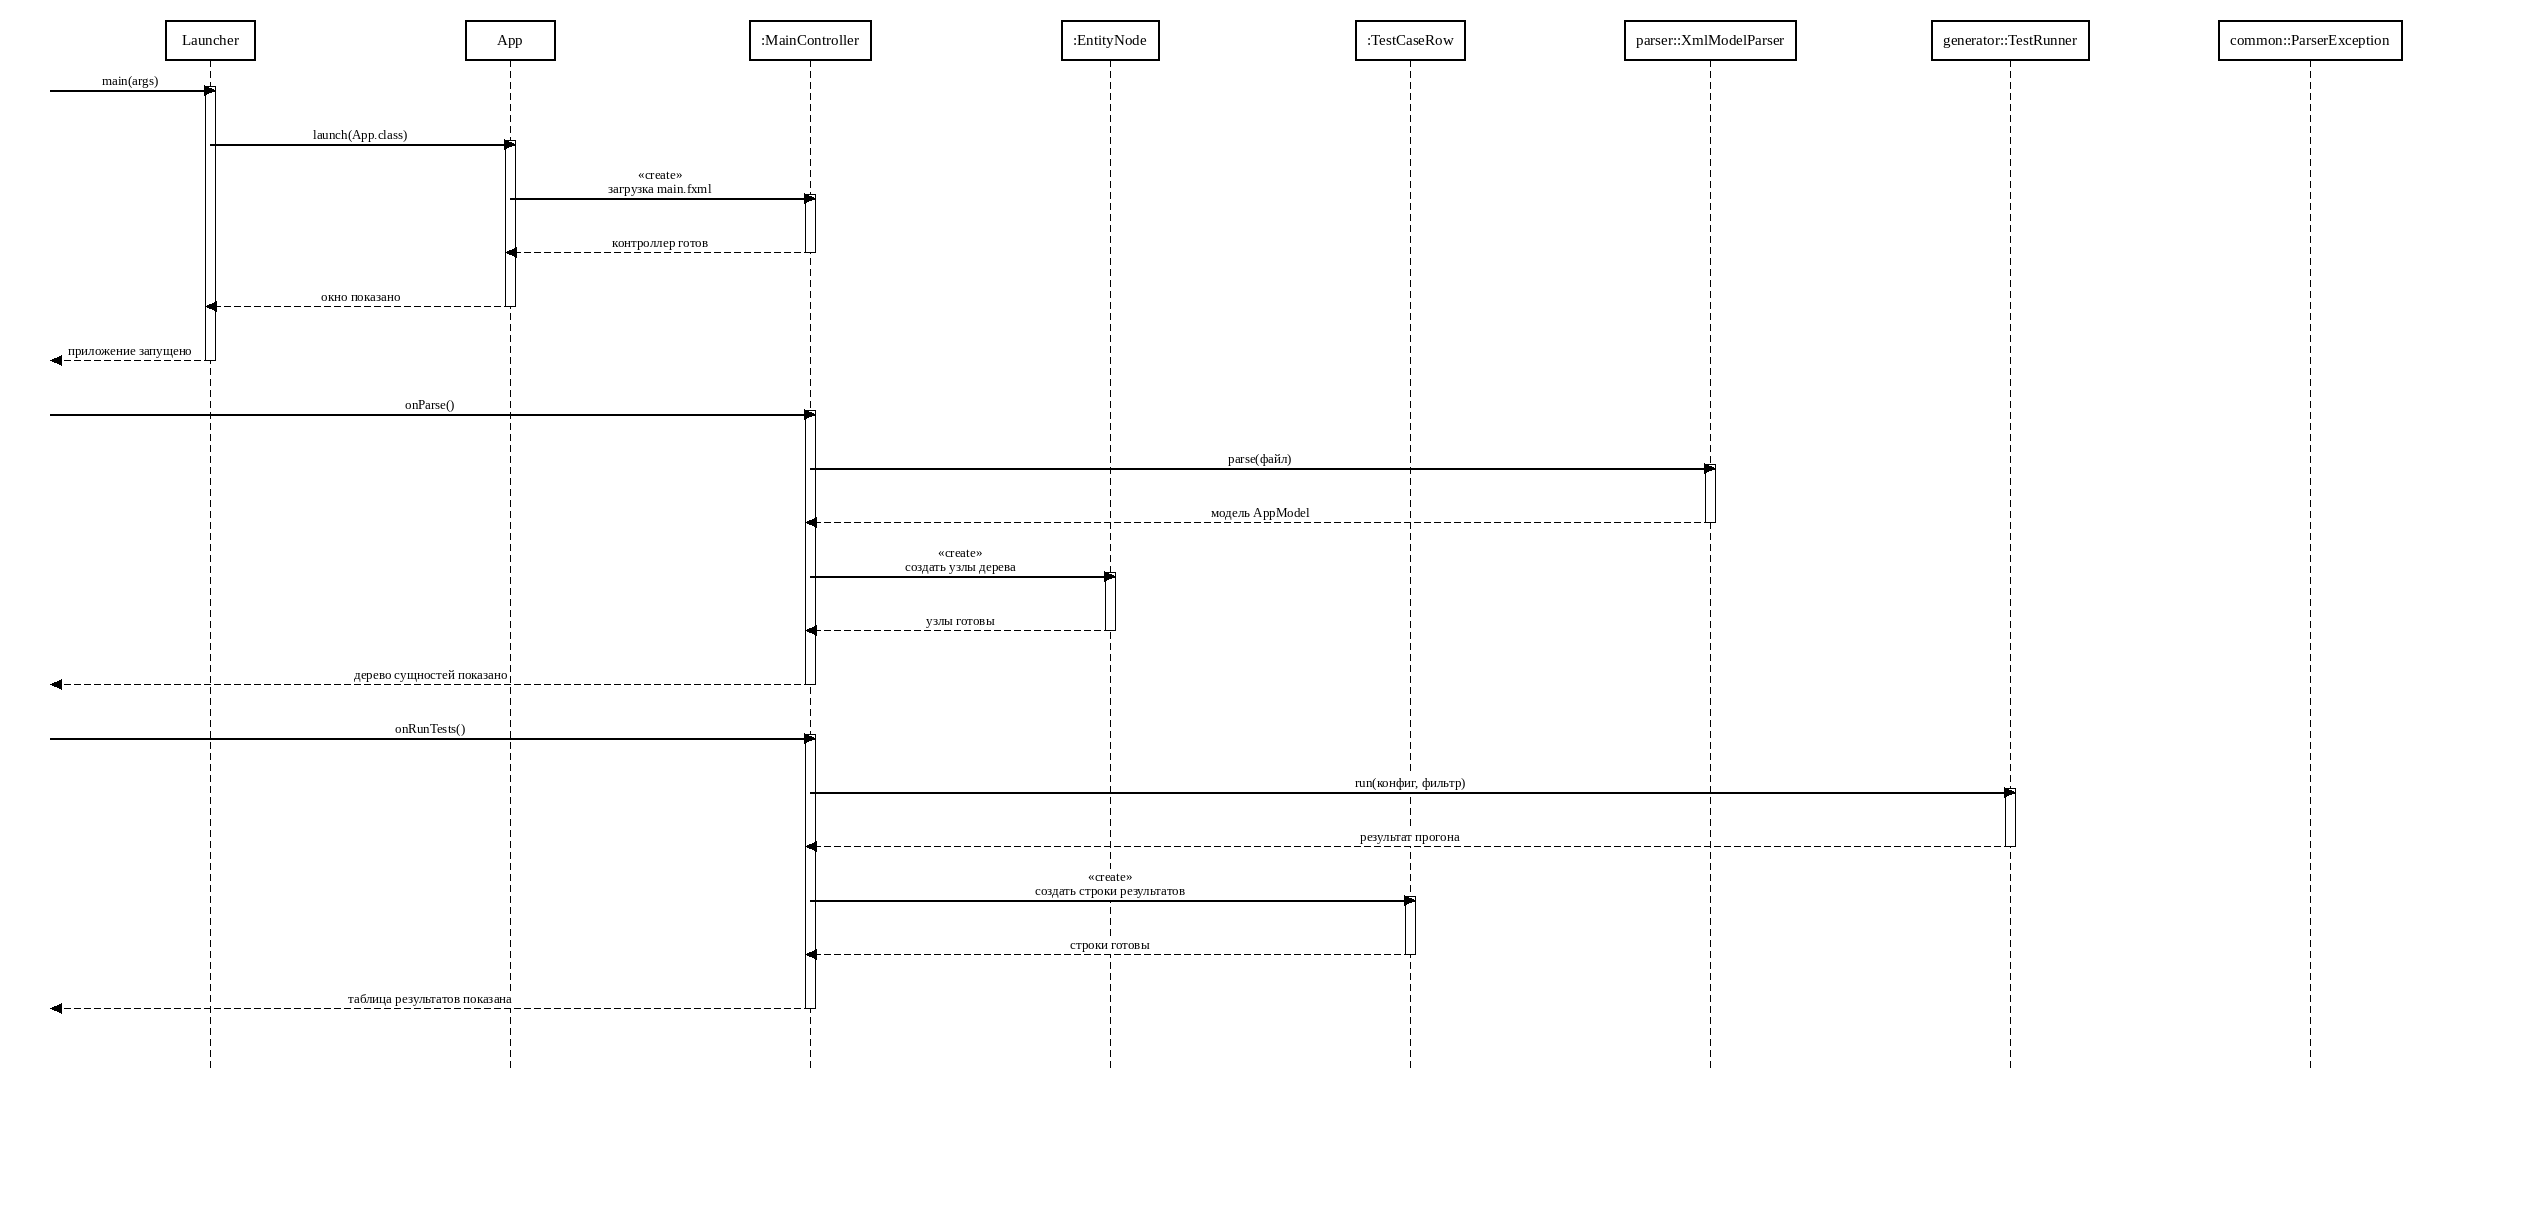 Launcher
App
:MainController
:EntityNode
:TestCaseRow
parser::XmlModelParser
generator::TestRunner
common::ParserException
main(args)
launch(App.class)
«create»
загрузка main.fxml
контроллер готов
окно показано
приложение запущено
onParse()
parse(файл)
модель AppModel
«create»
создать узлы дерева
узлы готовы
дерево сущностей показано
onRunTests()
run(конфиг, фильтр)
результат прогона
«create»
создать строки результатов
строки готовы
таблица результатов показана